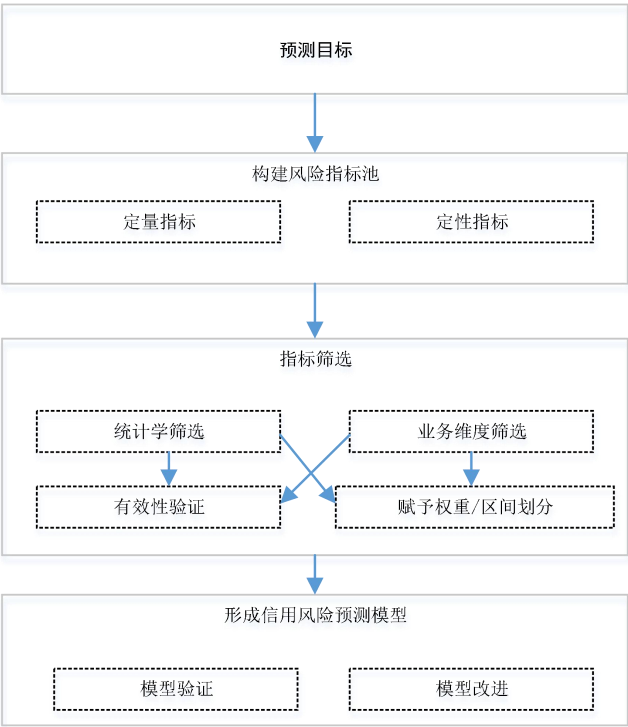 预测目标
构建风险指标池
定量指标
定性指标
指标筛选
统计学筛选
业务维度筛选
有效性验证
赋予权重/区间划分
形成信用风险预测模型
模型验证
模型改进